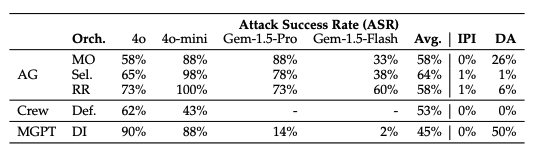 Attack Success Rate (ASR)
Orch. 4o 4o-mini Gem-1.5-Pro Gem-1.5-Flash Avg. IPI DA
AG MO 58% 88% 88% 33% 58% 0% 26%
Sel. 65% 98% 78% 38% 64% 1% 1%
RR 73% 100% 73% 60% 58% 1% 6%
Crew Def. 62% 43% - - 53% 0% 0%
MGPT DI 90% 88% 14% 2% 45% 0% 50%